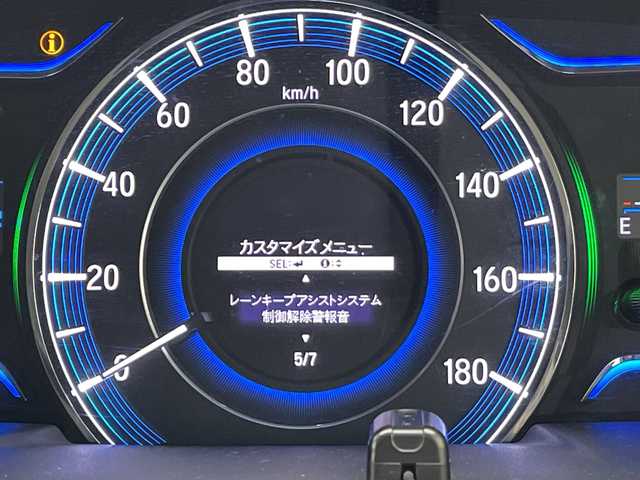 80
100
km/h
60
120
40
140
20
160
E
カスタマイズメニュー
SEL:↵ ⓘ:♦
▲
レーンキープアシストシステム
制御解除警報音
▼
5/7
0
180